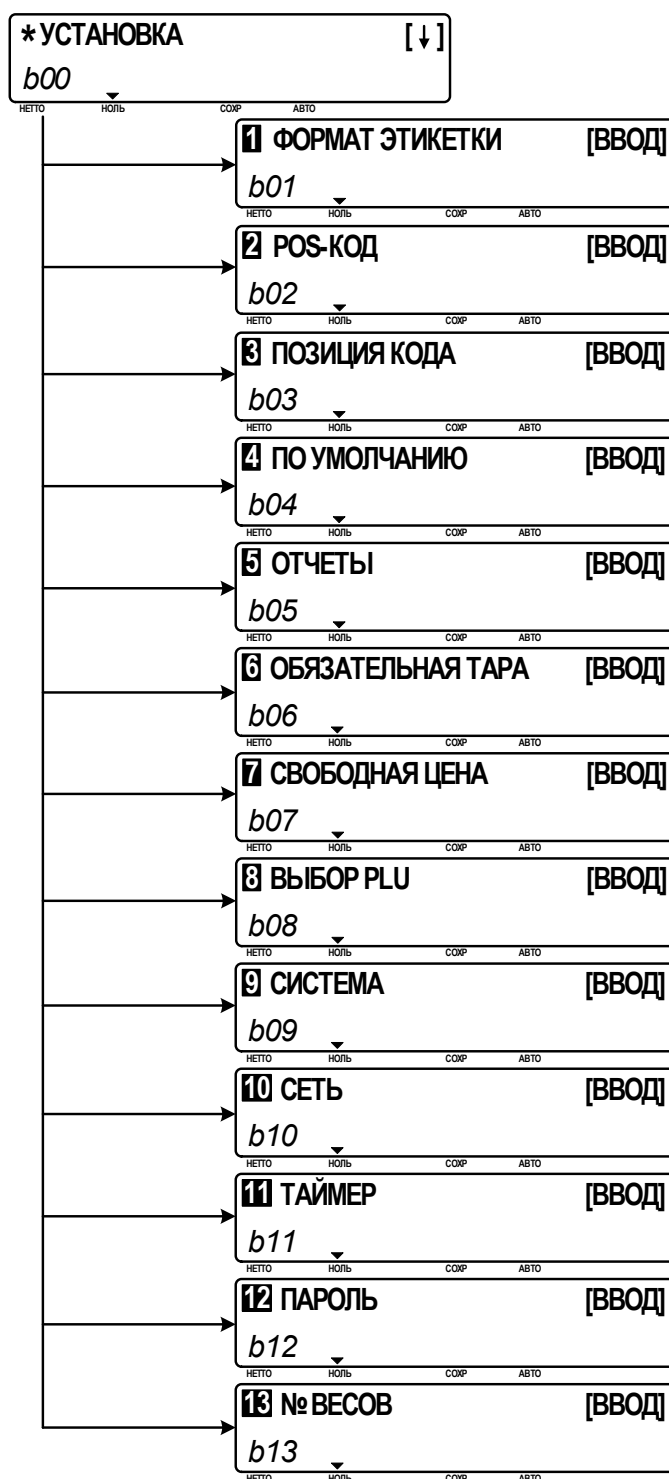 *УСТАНОВКА [↓]
b00
НЕТТО НОЛЬ СОХР АВТО
1 ФОРМАТ ЭТИКЕТКИ [ВВОД]
b01
НЕТТО НОЛЬ СОХР АВТО
2 POS-КОД [ВВОД]
b02
НЕТТО НОЛЬ СОХР АВТО
3 ПОЗИЦИЯ КОДА [ВВОД]
b03
НЕТТО НОЛЬ СОХР АВТО
4 ПО УМОЛЧАНИЮ [ВВОД]
b04
НЕТТО НОЛЬ СОХР АВТО
5 ОТЧЕТЫ [ВВОД]
b05
НЕТТО НОЛЬ СОХР АВТО
6 ОБЯЗАТЕЛЬНАЯ ТАРА [ВВОД]
b06
НЕТТО НОЛЬ СОХР АВТО
7 СВОБОДНАЯ ЦЕНА [ВВОД]
b07
НЕТТО НОЛЬ СОХР АВТО
8 ВЫБОР PLU [ВВОД]
b08
НЕТТО НОЛЬ СОХР АВТО
9 СИСТЕМА [ВВОД]
b09
НЕТТО НОЛЬ СОХР АВТО
10 СЕТЬ [ВВОД]
b10
НЕТТО НОЛЬ СОХР АВТО
11 ТАЙМЕР [ВВОД]
b11
НЕТТО НОЛЬ СОХР АВТО
12 ПАРОЛЬ [ВВОД]
b12
НЕТТО НОЛЬ СОХР АВТО
13 № ВЕСОВ [ВВОД]
b13
НЕТТО НОЛЬ СОХР АВТО